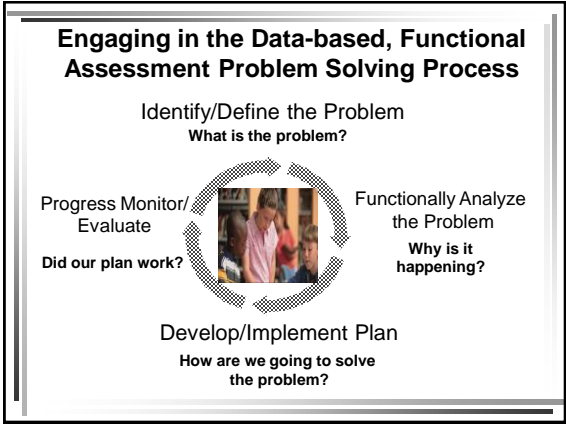 Engaging in the Data-based, Functional
Assessment Problem Solving Process
Identify/Define the Problem
What is the problem?
Functionally Analyze
the Problem
Why is it
happening?
Develop/Implement Plan
How are we going to solve
the problem?
Progress Monitor/
Evaluate
Did our plan work?